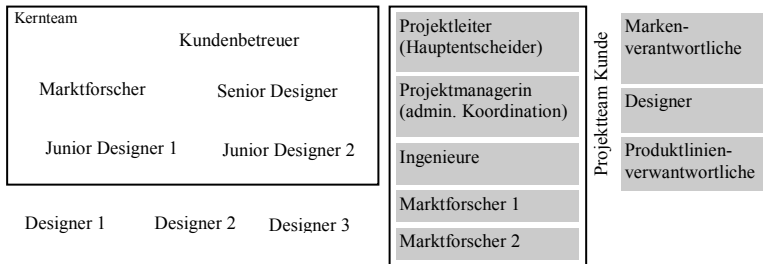 Kernteam
Kundenbetreuer
Marktforscher
Senior Designer
Junior Designer 1
Junior Designer 2
Designer 1
Designer 2
Designer 3
Projektleiter
(Hauptentscheider)
Projektmanagerin
(admin. Koordination)
Ingenieure
Marktforscher 1
Marktforscher 2
Projektteam Kunde
Marken-
verantwortliche
Designer
Produktlinien-
verwantwortliche